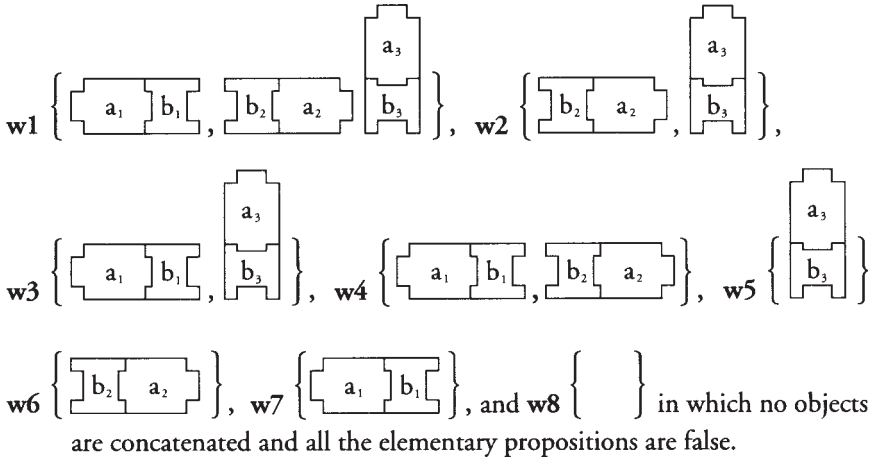 w1 { a₁ b₁ , b₂ a₂ a₃ b₃ } , w2 { b₂ a₂ , a₃ b₃ } ,
w3 { a₁ b₁ , a₃ b₃ } , w4 { a₁ b₁ , b₂ a₂ } , w5 { a₃ b₃ }
w6 { b₂ a₂ } , w7 { a₁ b₁ } , and w8 { } in which no objects
are concatenated and all the elementary propositions are false.